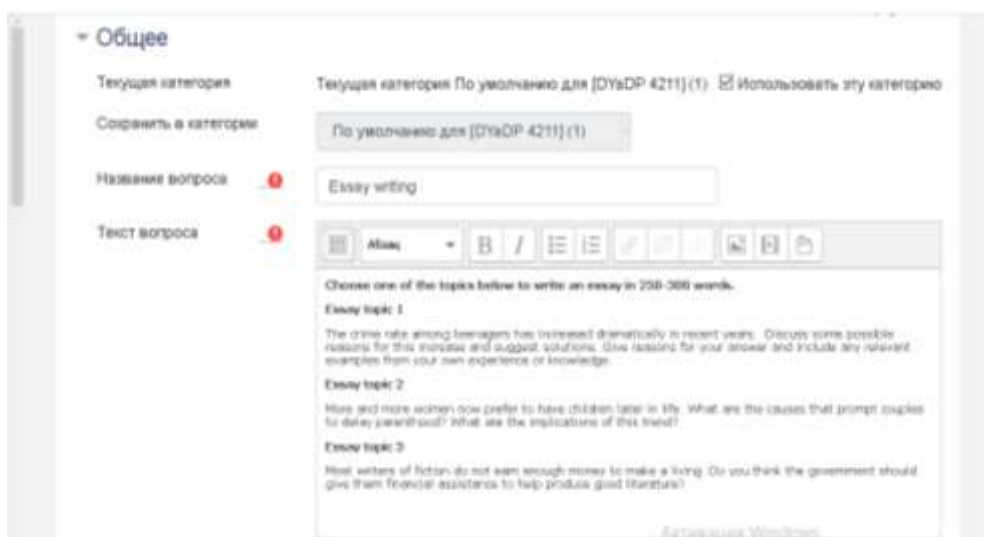 Общее
Текущая категория
Текущая категория По умолчанию для [DYaDP 4211] (1) Использовать эту категорию
Сохранить в категории
По умолчанию для [DYaDP 4211] (1)
Название вопроса
Essay writing
Текст вопроса
Абзац
B I
Choose one of the topics below to write an essay in 250-300 words.
Essay topic 1
The crime rate among teenagers has increased dramatically in recent years. Discuss some possible
reasons for this increase and suggest solutions. Give reasons for your answer and include any relevant
examples from your own experience or knowledge.
Essay topic 2
More and more women now prefer to have children later in life. What are the causes that prompt couples
to delay parenthood? What are the implications of this trend?
Essay topic 3
Most writers of fiction do not earn enough money to make a living. Do you think the government should
give them financial assistance to help produce good literature?
Активация Windows